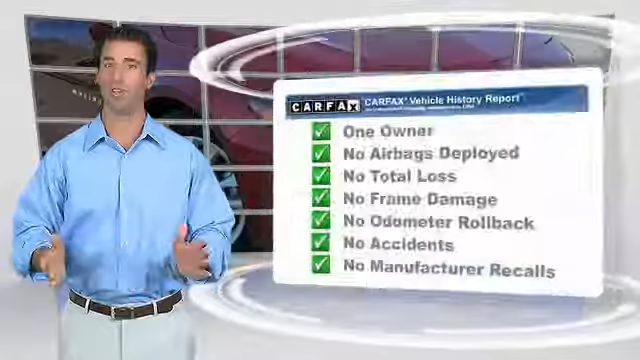 CARFAX
CARFAX Vehicle History Report
One Owner
No Airbags Deployed
No Total Loss
No Frame Damage
No Odometer Rollback
No Accidents
No Manufacturer Recalls